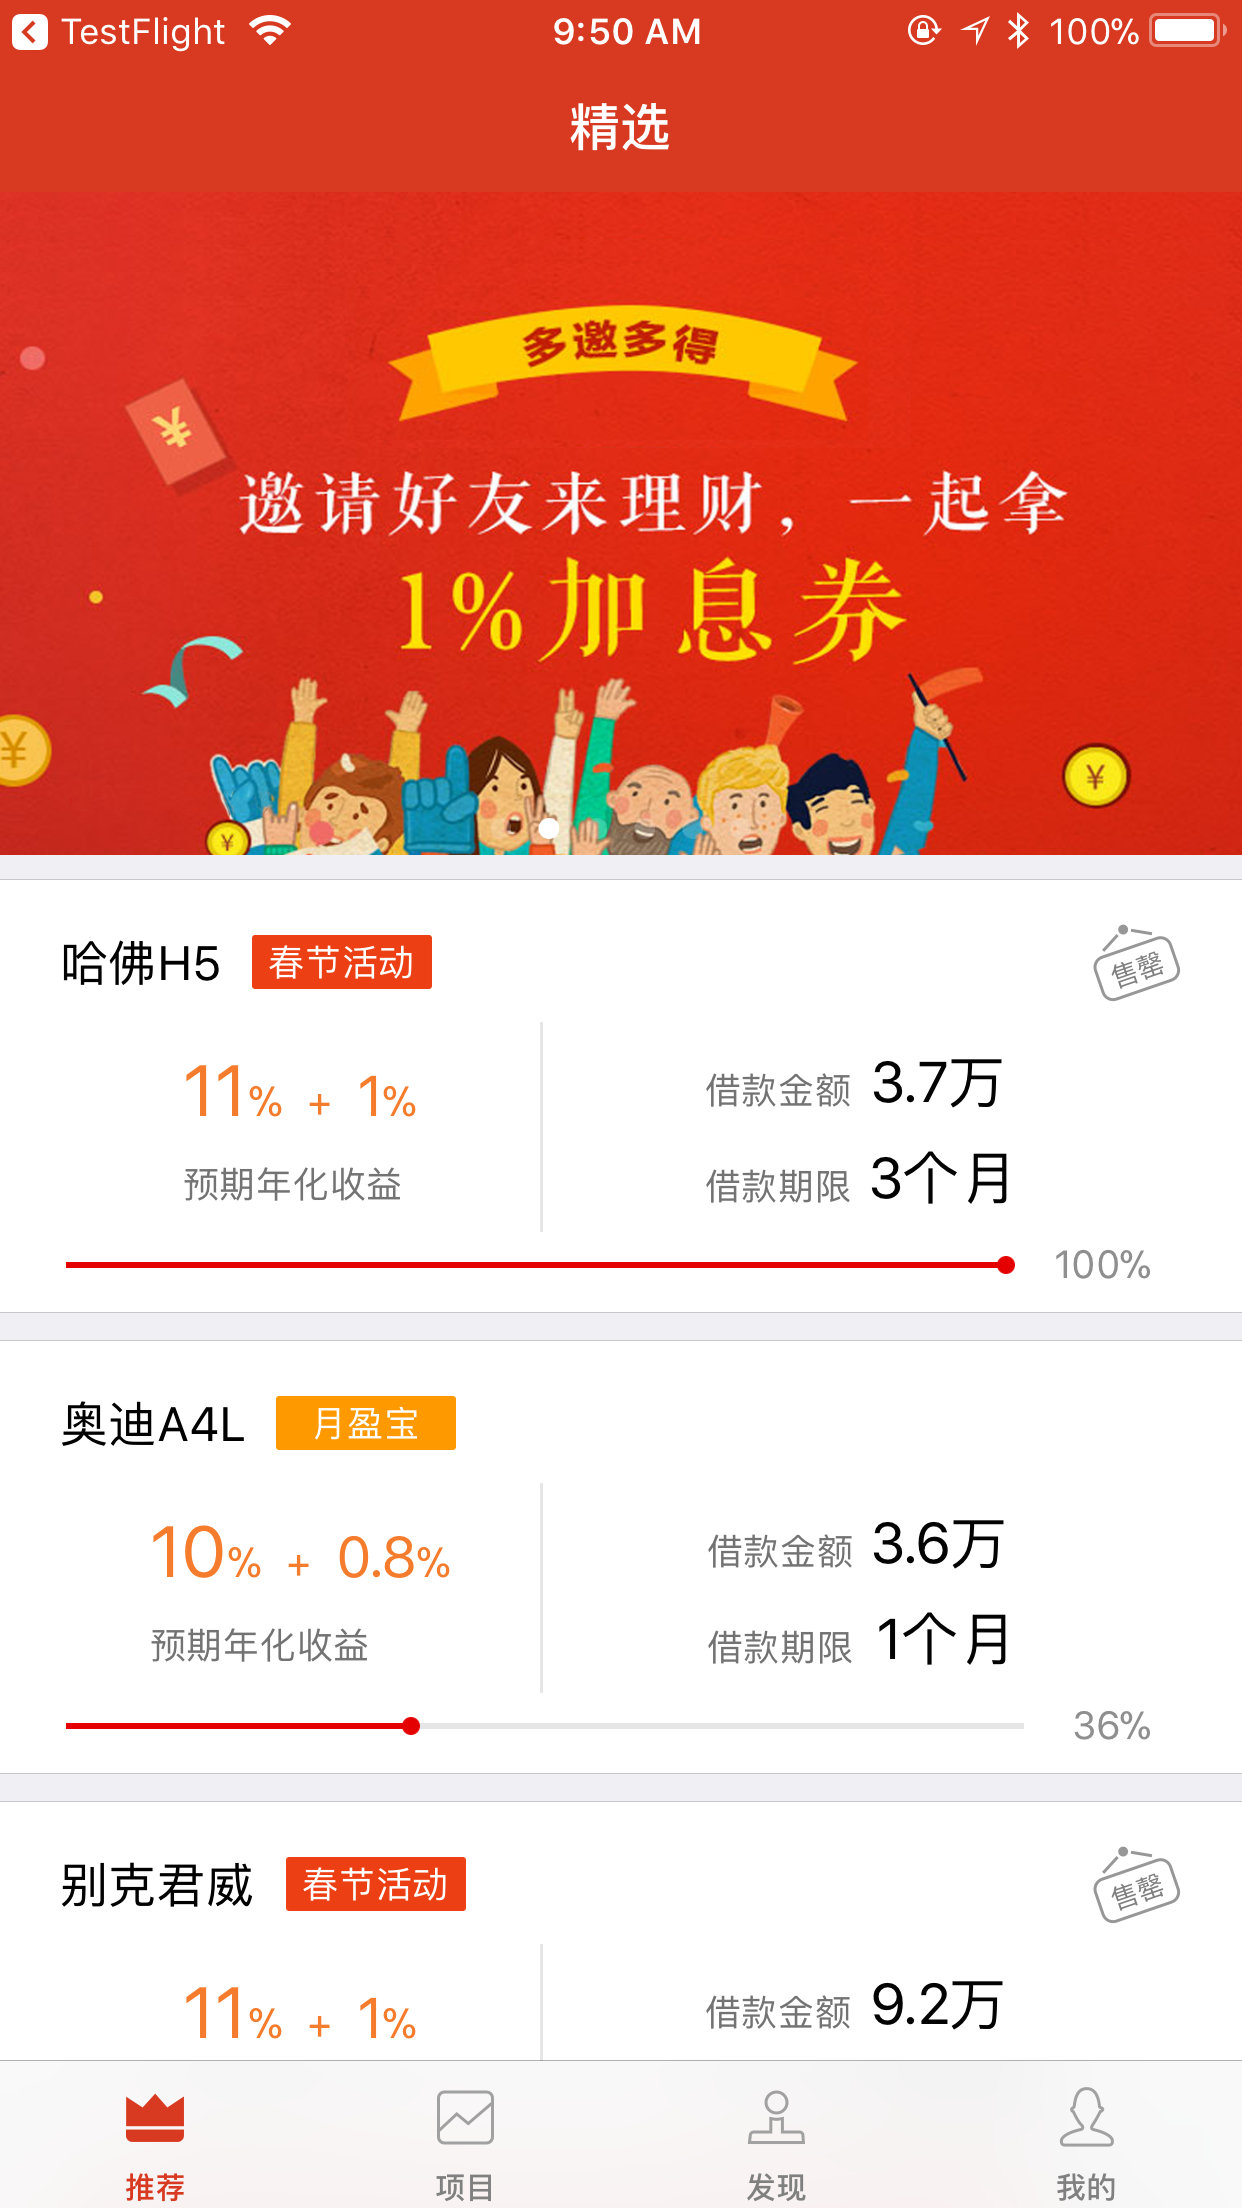 TestFlight 9:50 AM 100%
精选
多邀多得
¥
邀请好友来理财，一起拿
1%加息券
¥
¥
¥
哈佛H5 春节活动 售罄
11% + 1% 借款金额 3.7万
预期年化收益 借款期限 3个月
100%
奥迪A4L 月盈宝
10% + 0.8% 借款金额 3.6万
预期年化收益 借款期限 1个月
36%
别克君威 春节活动 售罄
11% + 1% 借款金额 9.2万
推荐 项目 发现 我的